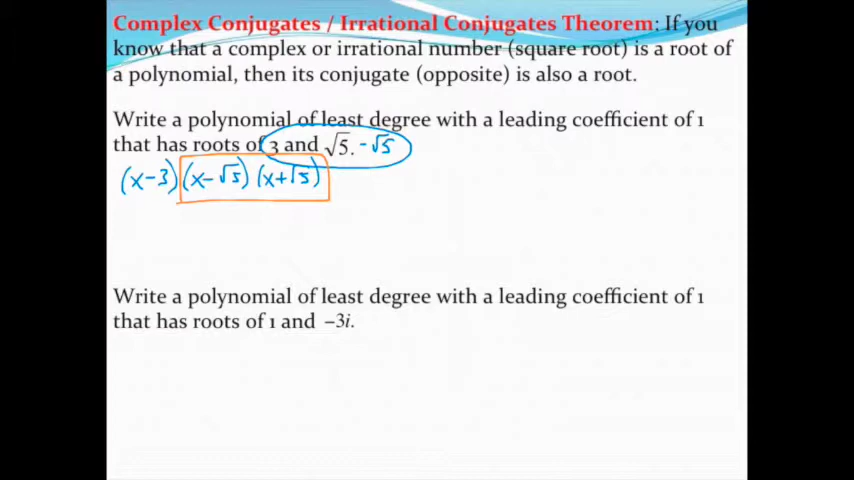 Complex Conjugates / Irrational Conjugates Theorem: If you
know that a complex or irrational number (square root) is a root of
a polynomial, then its conjugate (opposite) is also a root.
Write a polynomial of least degree with a leading coefficient of 1
that has roots of 3 and √5. -√5
(x-3) (x-√5) (x+√5)
Write a polynomial of least degree with a leading coefficient of 1
that has roots of 1 and −3i.